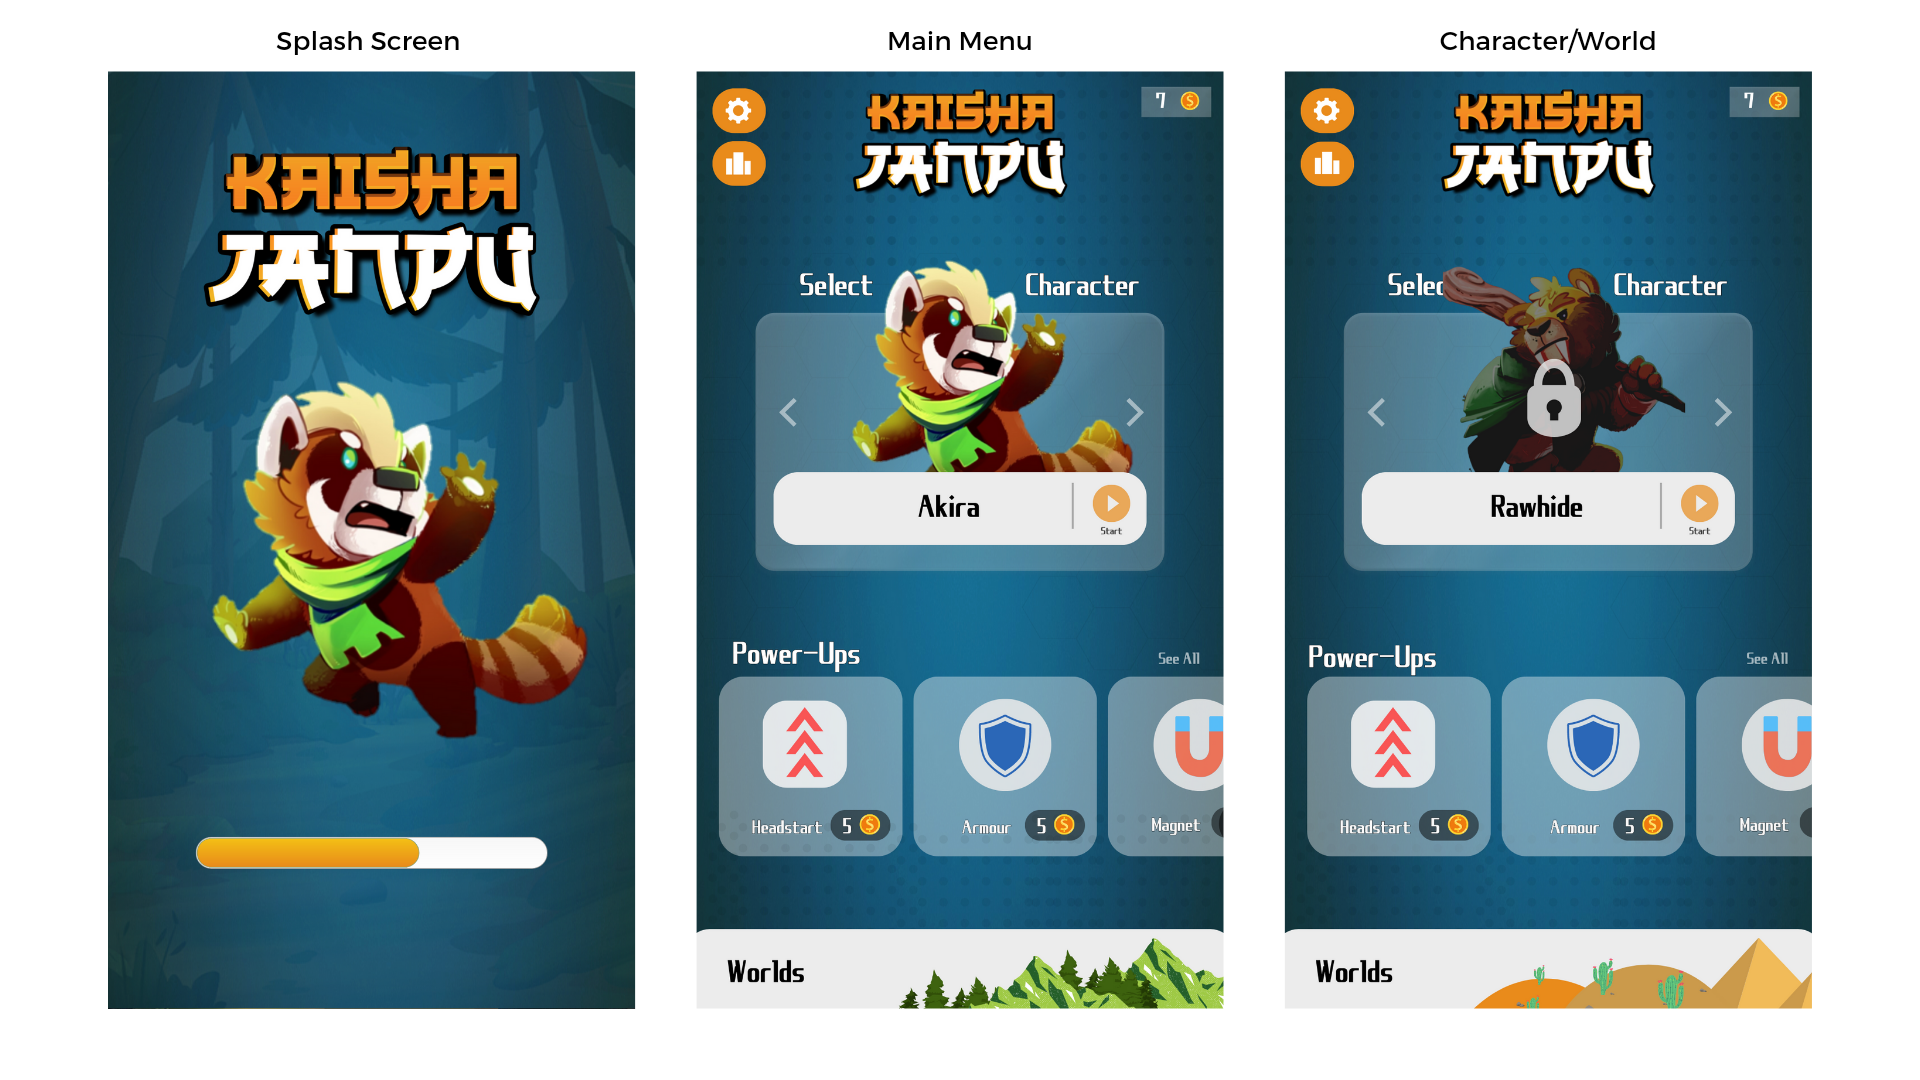 Splash Screen
KAISHA
JANPU
Main Menu
7
KAISHA
JANPU
Select Character
Akira
Start
Power-Ups
See All
Headstart 5
Armour 5
Magnet
Worlds
Character/World
7
KAISHA
JANPU
Selec Character
Rawhide
Start
Power-Ups
See All
Headstart 5
Armour 5
Magnet
Worlds